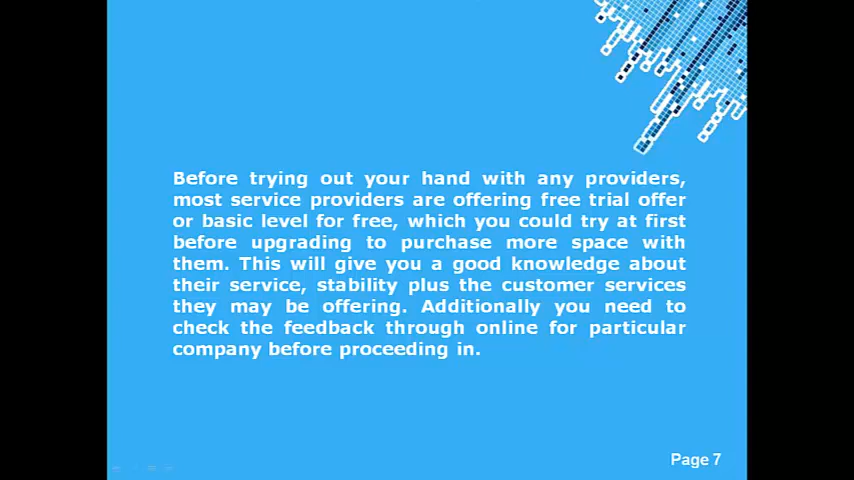 Before trying out your hand with any providers,
most service providers are offering free trial offer
or basic level for free, which you could try at first
before upgrading to purchase more space with
them. This will give you a good knowledge about
their service, stability plus the customer services
they may be offering. Additionally you need to
check the feedback through online for particular
company before proceeding in.
Page 7